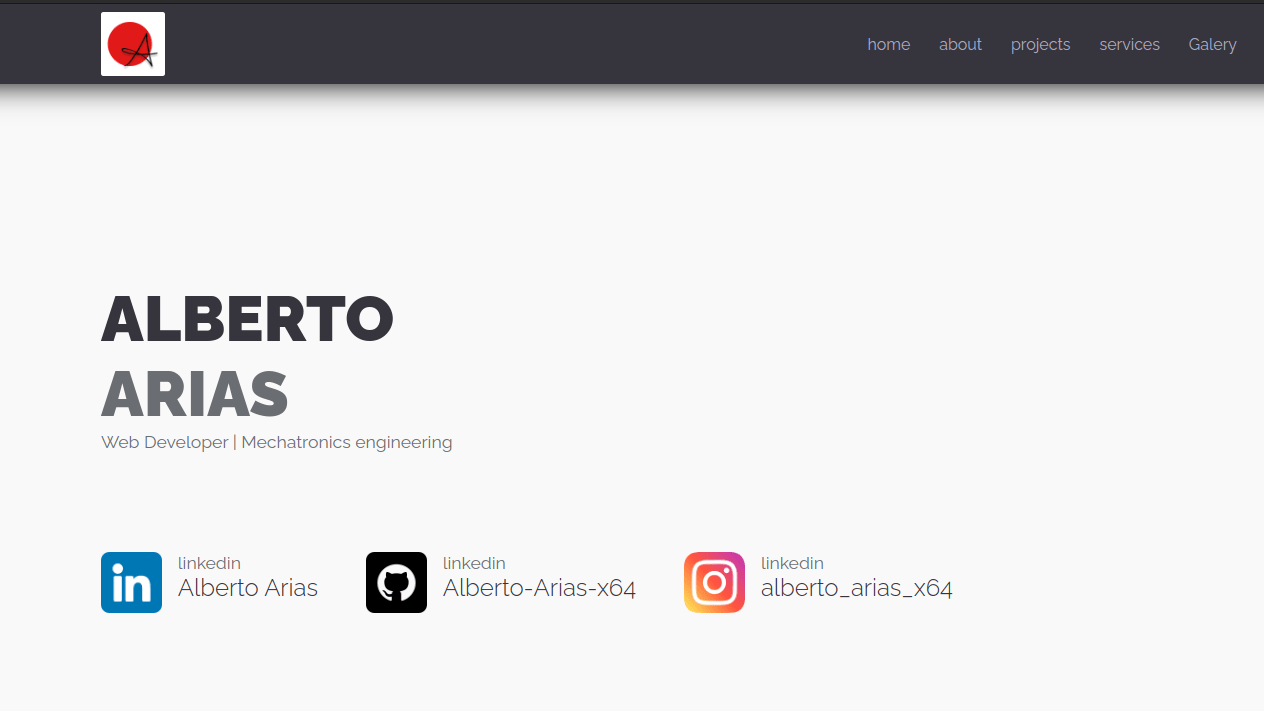 home about projects services Galery
ALBERTO
ARIAS
Web Developer | Mechatronics engineering
linkedin
Alberto Arias
linkedin
Alberto-Arias-x64
linkedin
alberto_arias_x64